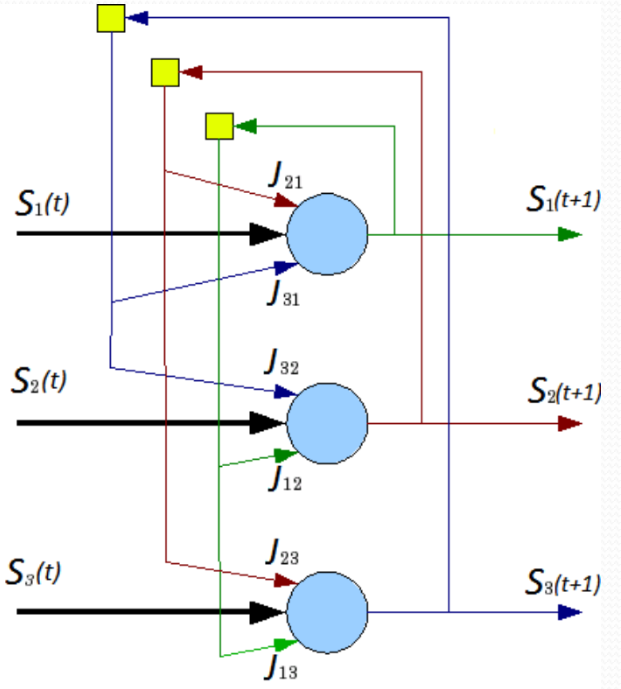 J21
S1(t)
S1(t+1)
J31
J32
S2(t)
S2(t+1)
J12
J23
S3(t)
S3(t+1)
J13